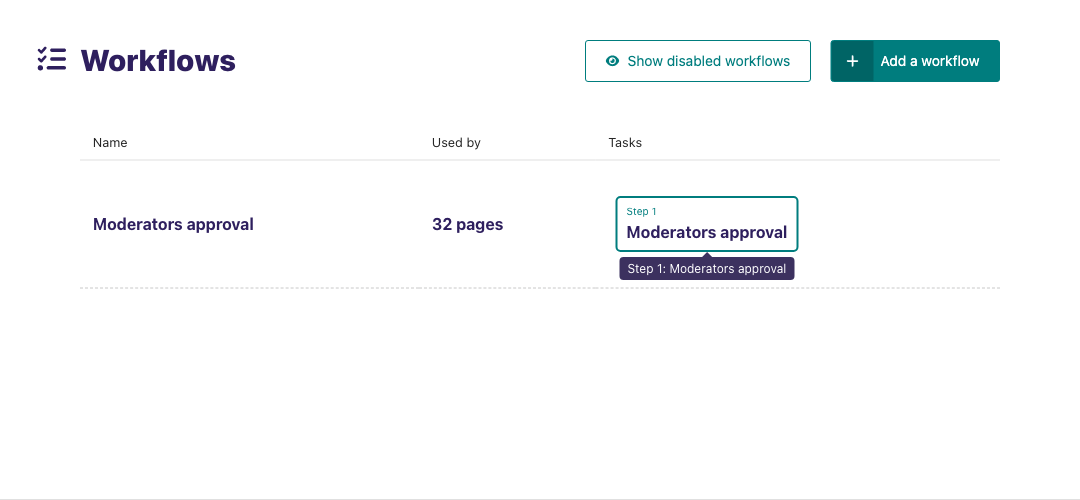 Workflows
Show disabled workflows
Add a workflow
Name Used by Tasks
Step 1
Moderators approval 32 pages Moderators approval
Step 1: Moderators approval